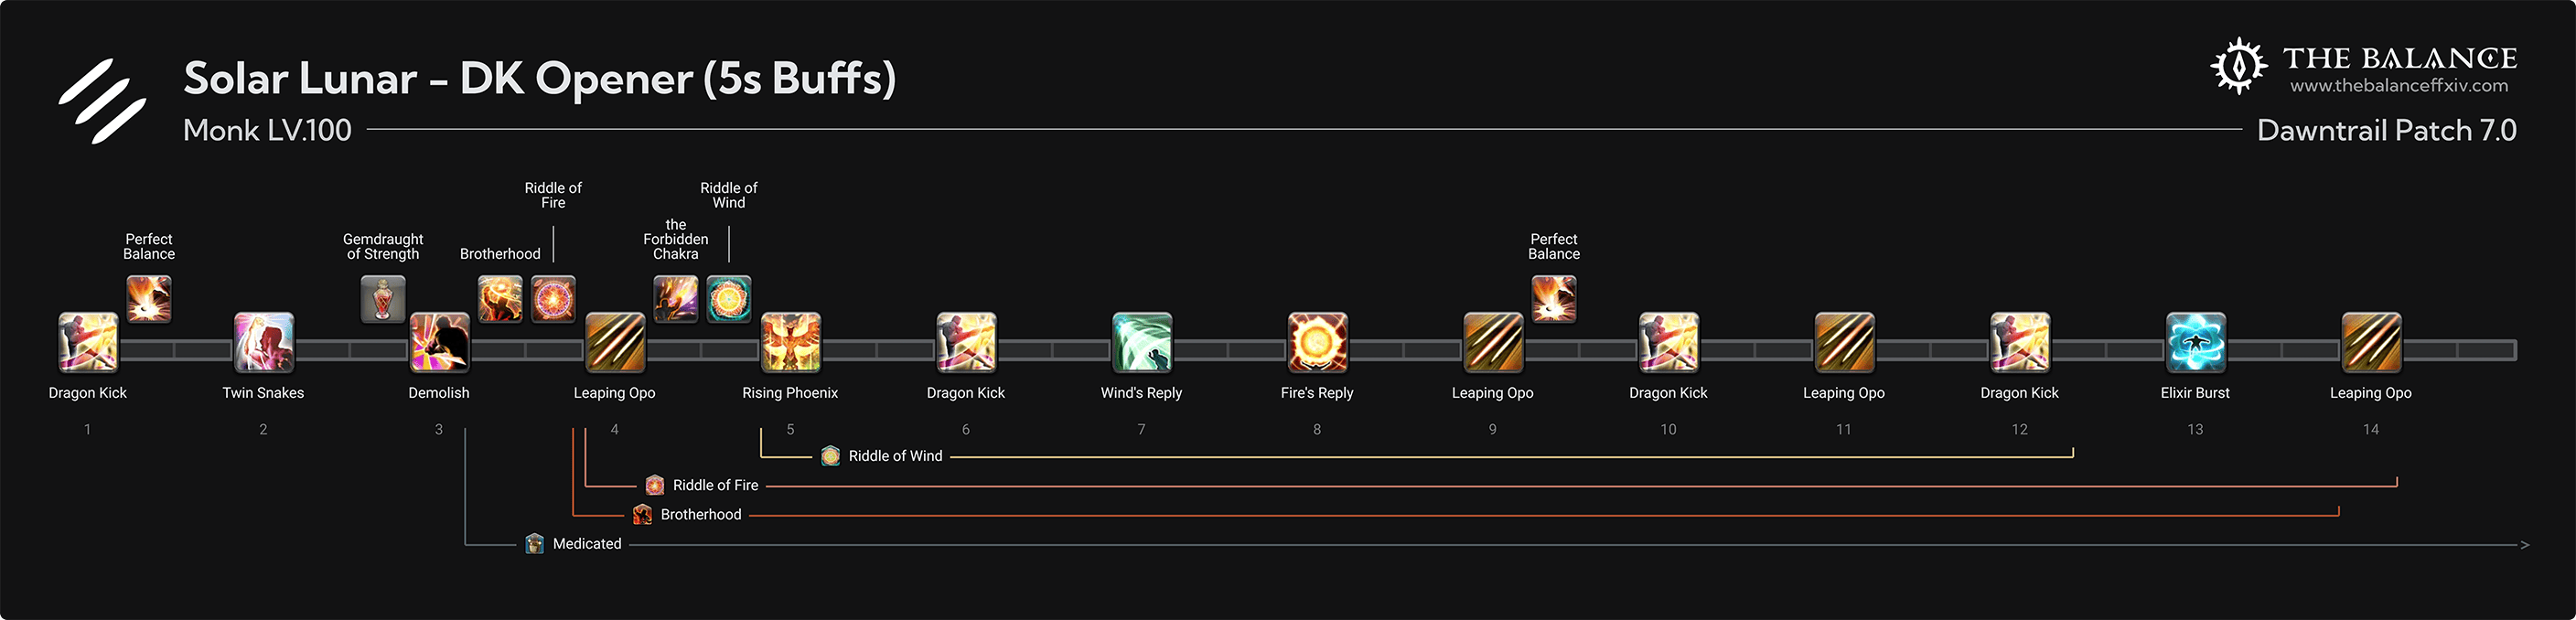 Solar Lunar - DK Opener (5s Buffs)
THE BALANCE
www.thebalanceffxiv.com
Monk LV.100
Dawntrail Patch 7.0
Perfect
Balance
Gemdraught
of Strength
Brotherhood
Riddle of
Fire
the
Forbidden
Chakra
Riddle of
Wind
Perfect
Balance
Dragon Kick
Twin Snakes
Demolish
Leaping Opo
Rising Phoenix
Dragon Kick
Wind's Reply
Fire's Reply
Leaping Opo
Dragon Kick
Leaping Opo
Dragon Kick
Elixir Burst
Leaping Opo
1
2
3
4
5
6
7
8
9
10
11
12
13
14
Riddle of Wind
Riddle of Fire
Brotherhood
Medicated